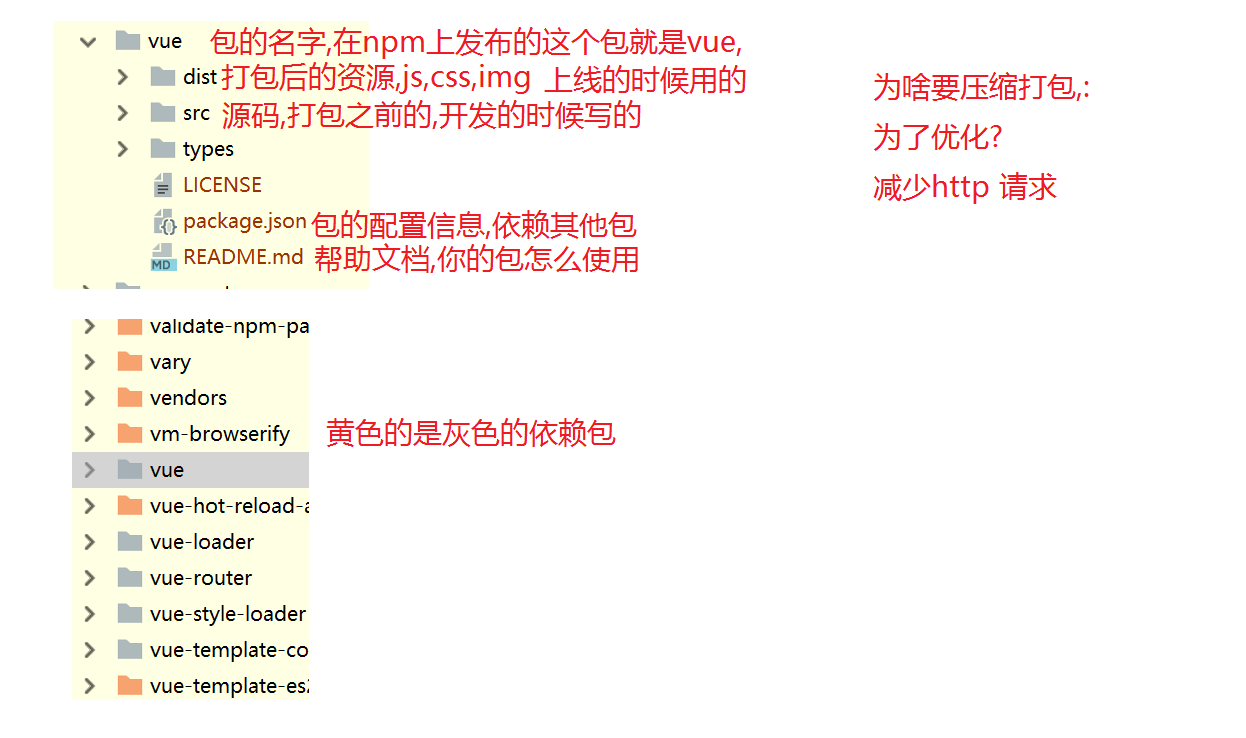 vue 包的名字,在npm上发布的这个包就是vue,
dist 打包后的资源,js,css,img 上线的时候用的
src 源码,打包之前的,开发的时候写的
types
LICENSE
package.json 包的配置信息,依赖其他包
README.md 帮助文档,你的包怎么使用
MD
为啥要压缩打包,:
为了优化?
减少http 请求
validate-npm-pa
vary
vendors
vm-browserify 黄色的是灰色的依赖包
vue
vue-hot-reload-a
vue-loader
vue-router
vue-style-loader
vue-template-co
vue-template-es2